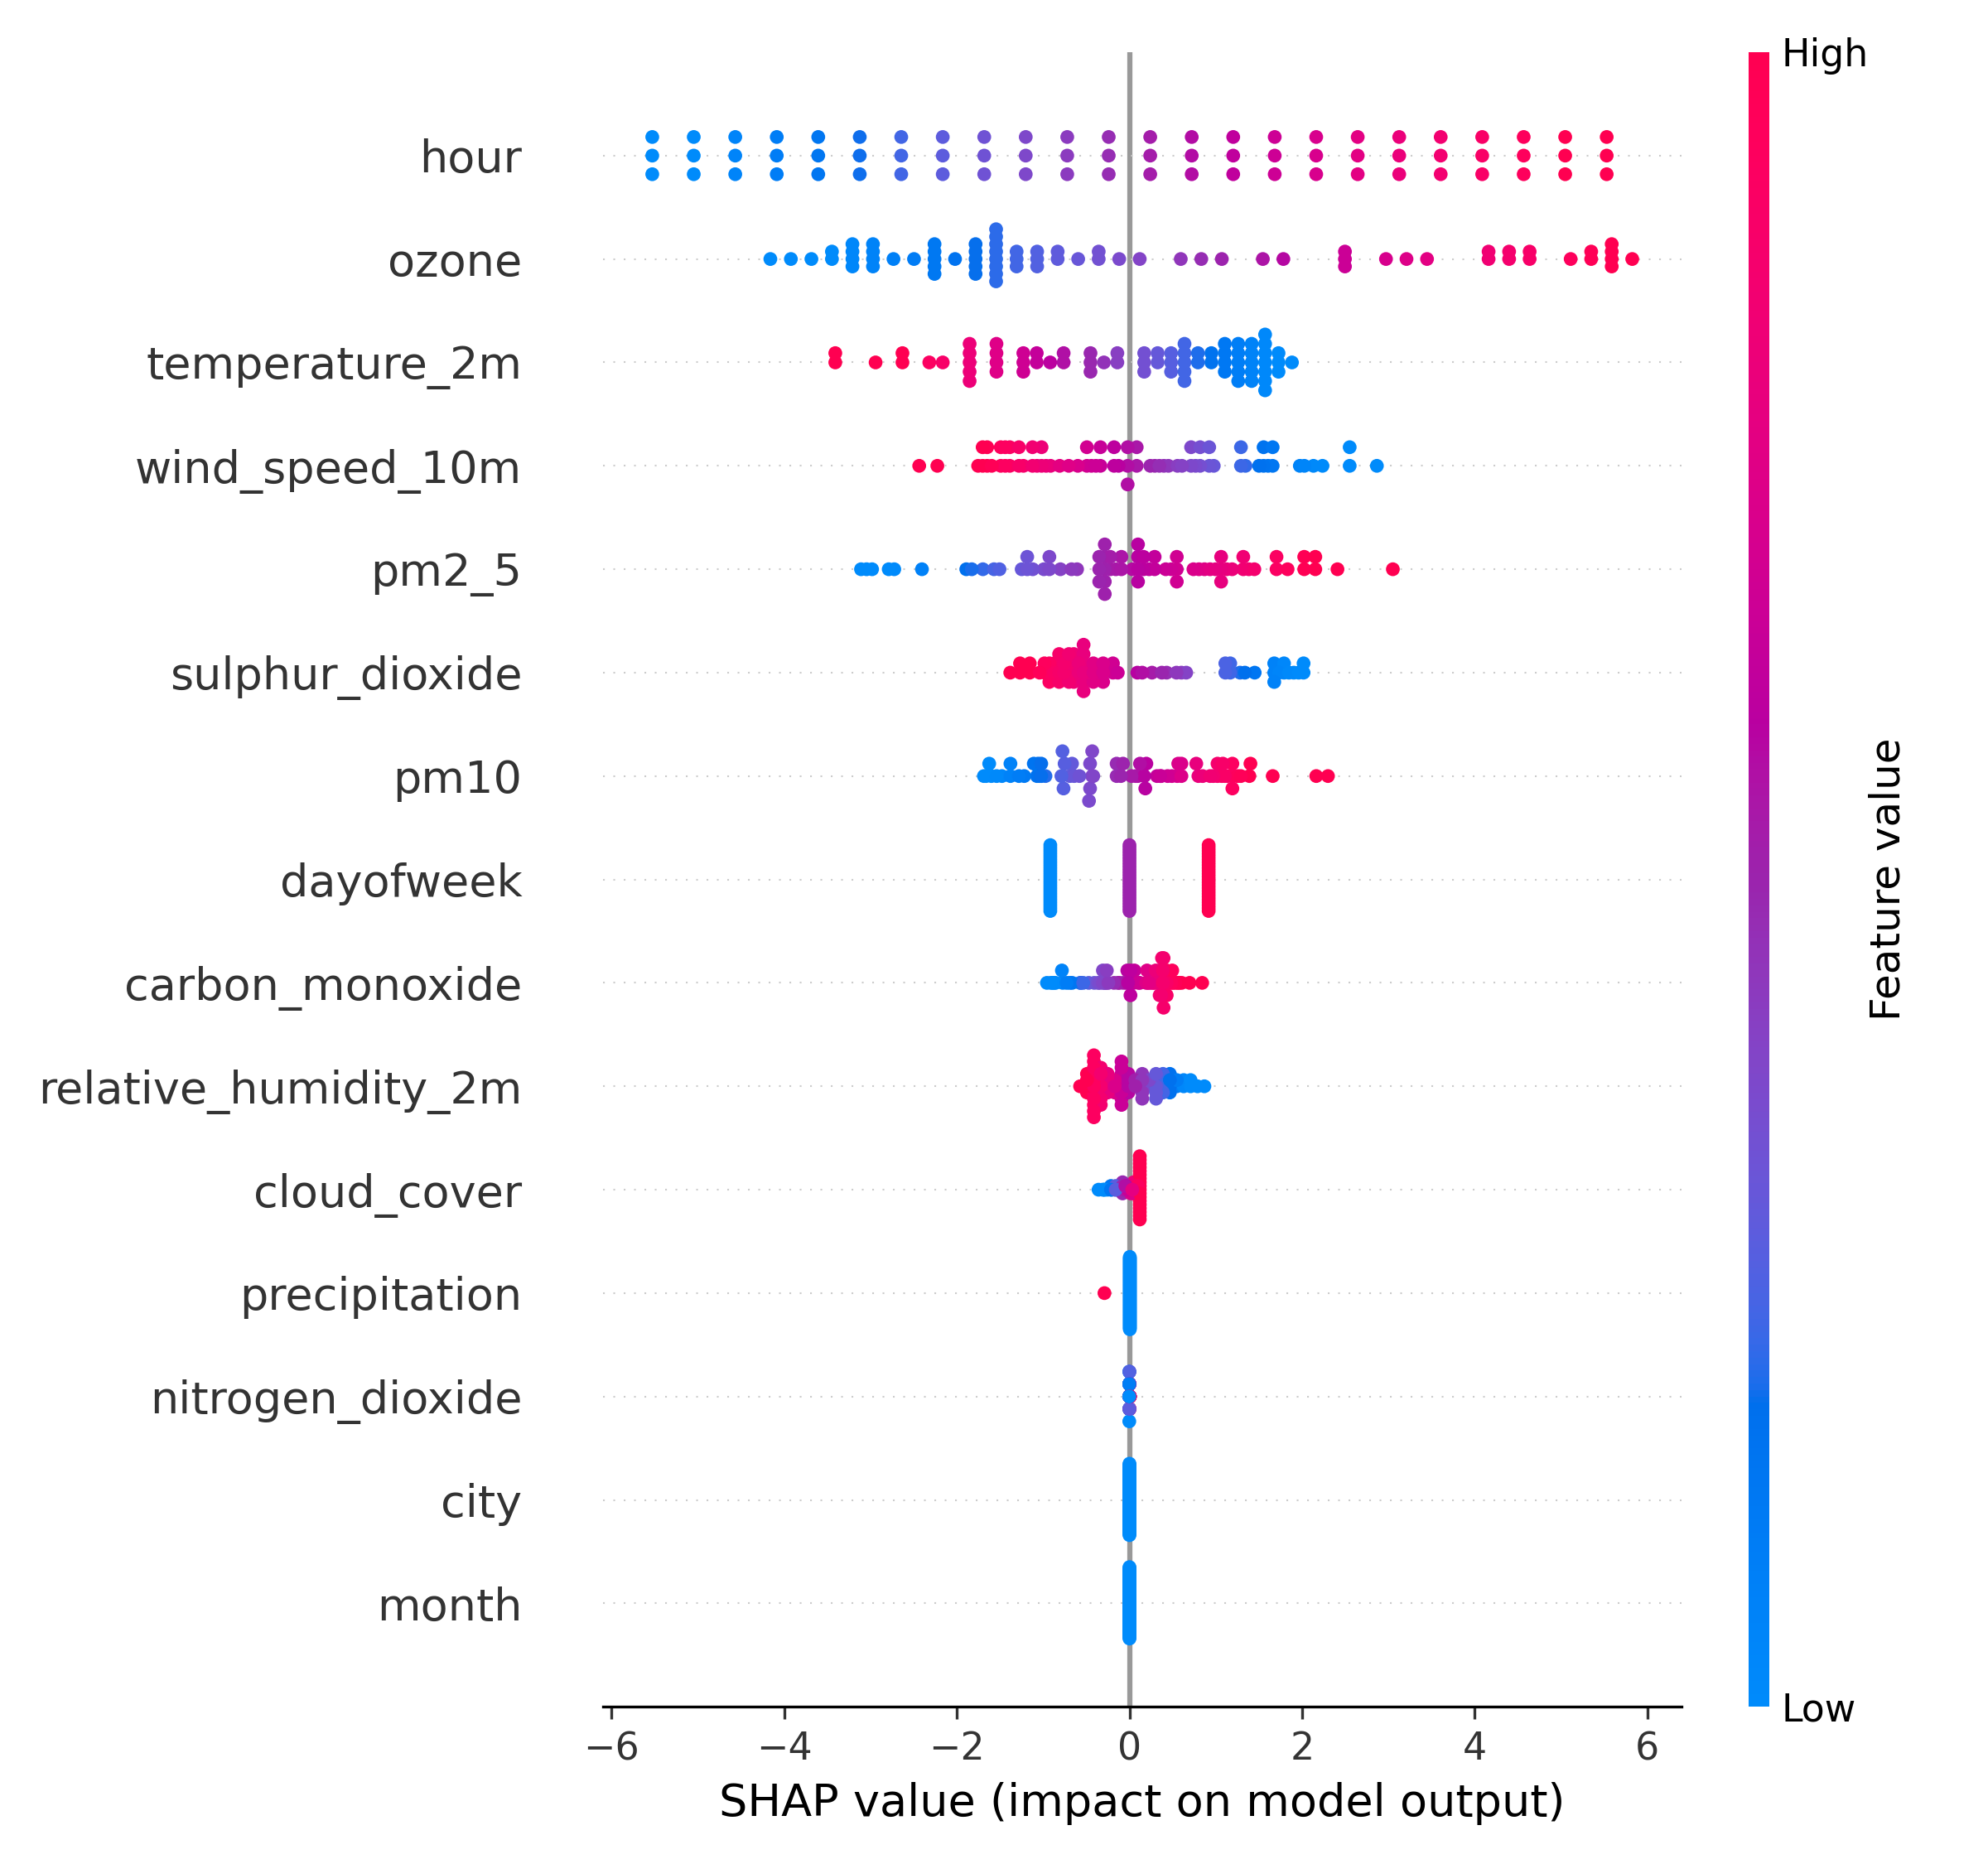 High
hour
ozone
temperature_2m
wind_speed_10m
pm2_5
sulphur_dioxide
pm10
dayofweek
carbon_monoxide
relative_humidity_2m
cloud_cover
precipitation
nitrogen_dioxide
city
month
Feature value
Low
−6 −4 −2 0 2 4 6
SHAP value (impact on model output)